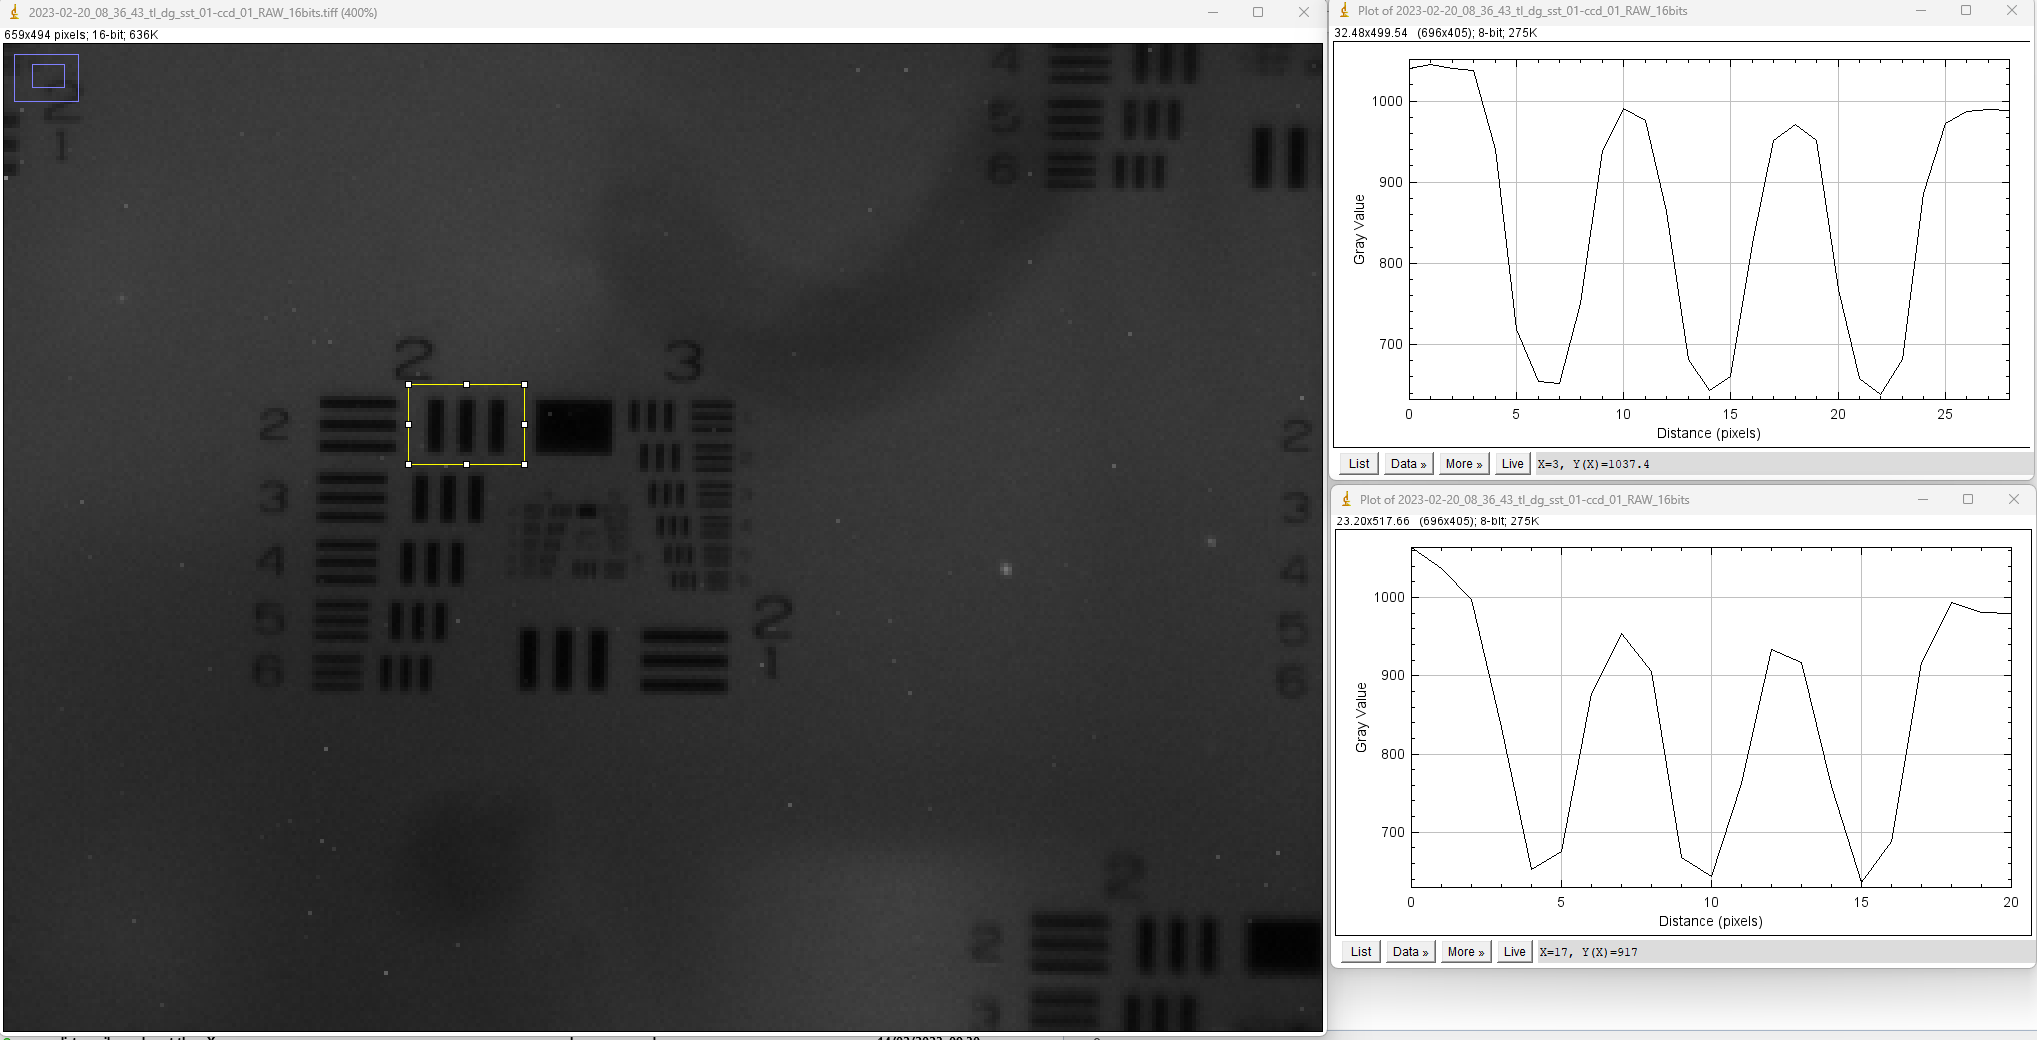 2023-02-20_08_36_43_tl_dg_sst_01-ccd_01_RAW_16bits.tiff (400%)
659x494 pixels; 16-bit; 636K
2
1
4
5
6
2
3
2
3
4
5
6
2
1
2
3
4
5
6
2
2
3
Plot of 2023-02-20_08_36_43_tl_dg_sst_01-ccd_01_RAW_16bits
32.48x499.54 (696x405); 8-bit; 275K
1000
900
800
700
Gray Value
0 5 10 15 20 25
Distance (pixels)
List Data » More » Live X=3, Y(X)=1037.4
Plot of 2023-02-20_08_36_43_tl_dg_sst_01-ccd_01_RAW_16bits
23.20x517.66 (696x405); 8-bit; 275K
1000
900
800
700
Gray Value
0 5 10 15 20
Distance (pixels)
List Data » More » Live X=17, Y(X)=917